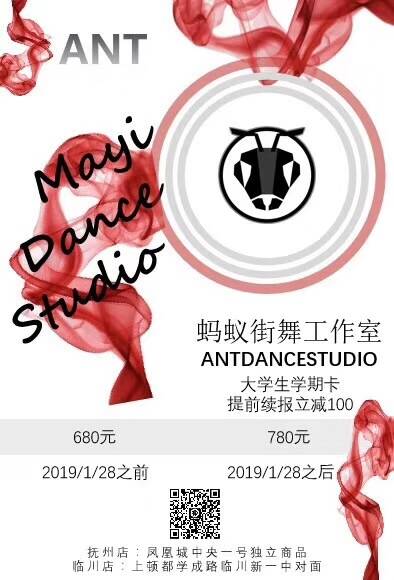 ANT
Mayi
Dance
Studio
蚂蚁街舞工作室
ANTDANCESTUDIO
大学生学期卡
提前续报立减100
680元 780元
2019/1/28之前 2019/1/28之后
抚州店：凤凰城中央一号独立商品
临川店：上顿都学成路临川新一中对面